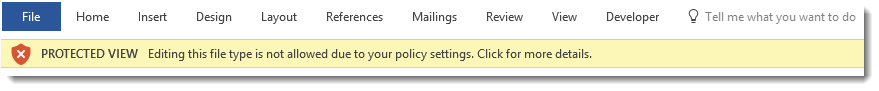 File Home Insert Design Layout References Mailings Review View Developer Tell me what you want to do
PROTECTED VIEW Editing this file type is not allowed due to your policy settings. Click for more details.